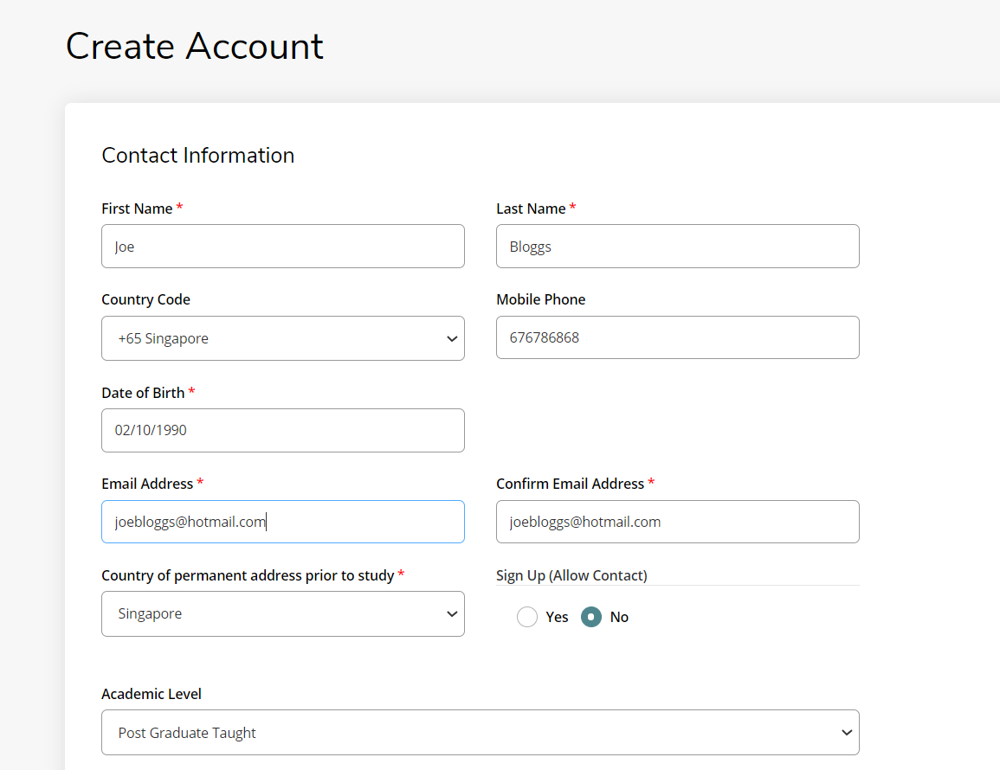 Create Account
Contact Information
First Name *
Last Name *
Joe
Bloggs
Country Code
Mobile Phone
+65 Singapore
676786868
Date of Birth *
02/10/1990
Email Address *
Confirm Email Address *
joebloggs@hotmail.com
joebloggs@hotmail.com
Country of permanent address prior to study *
Sign Up (Allow Contact)
Singapore
Yes
No
Academic Level
Post Graduate Taught